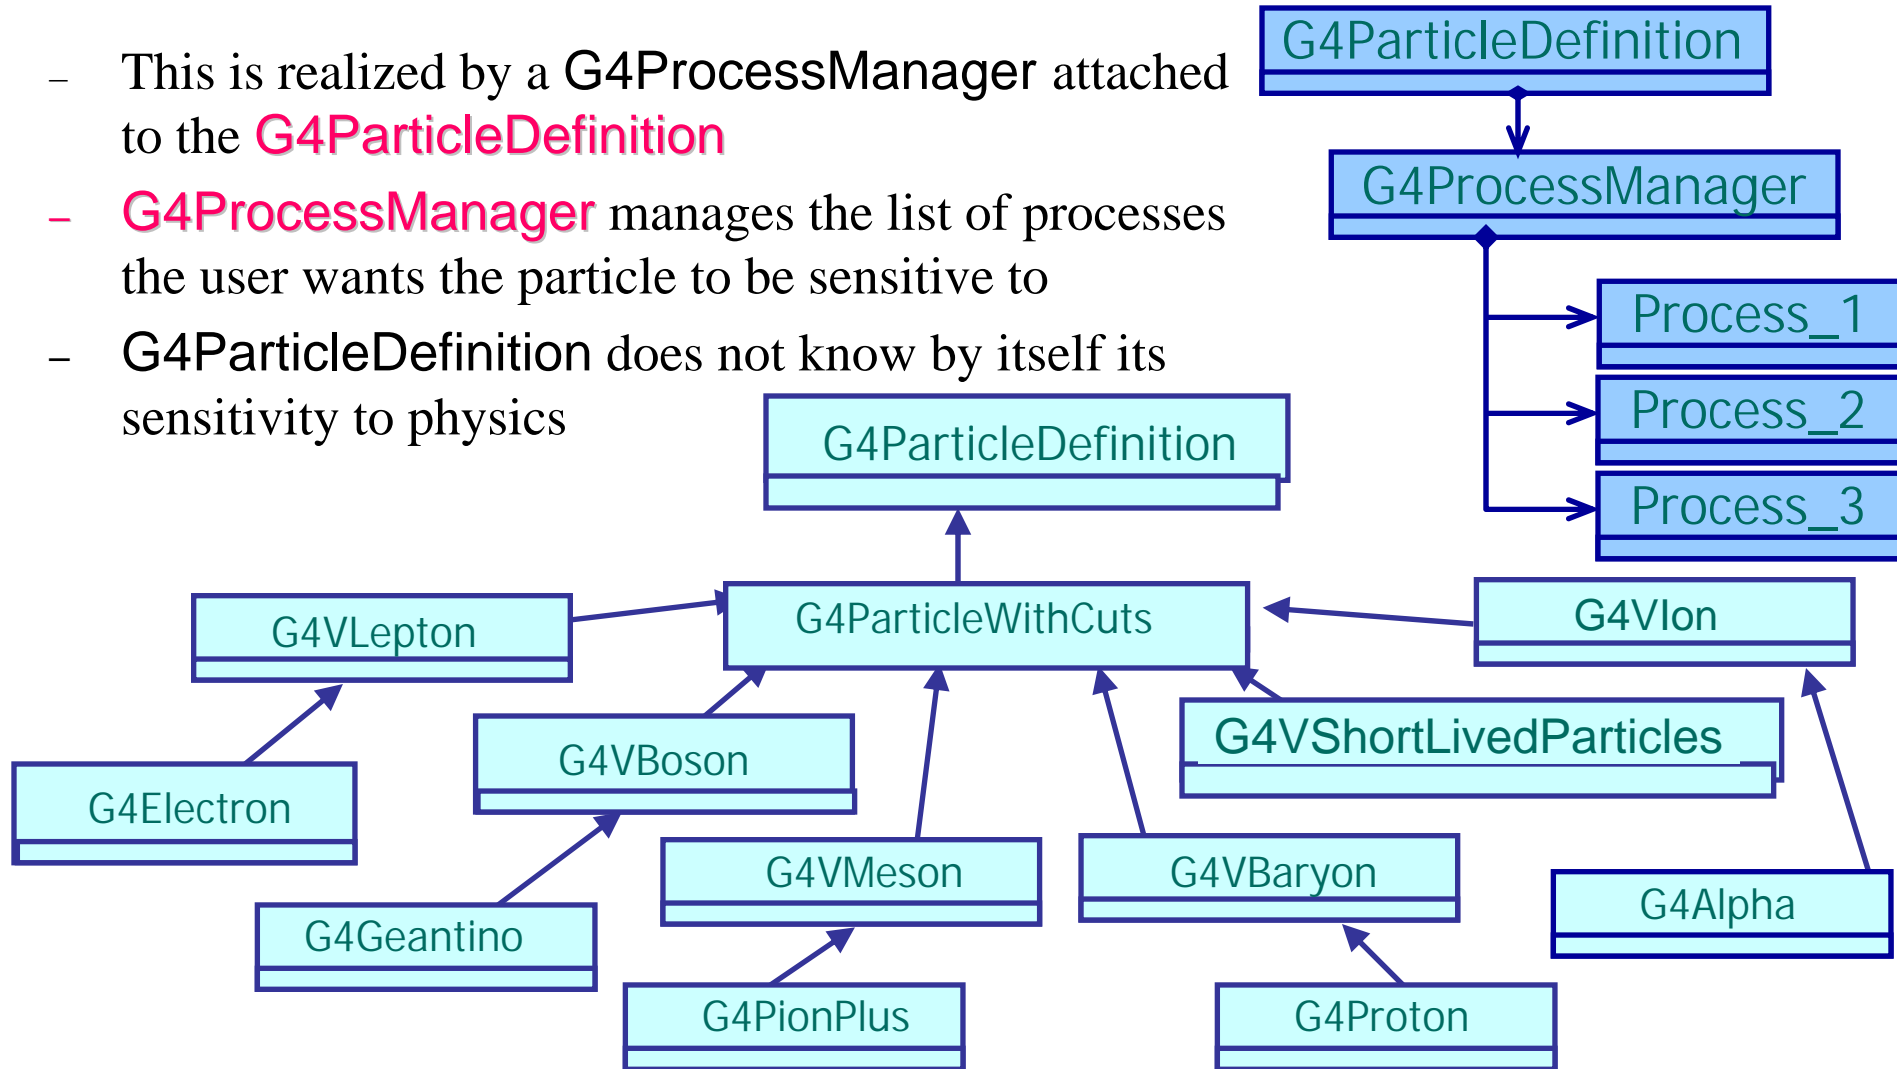 – This is realized by a G4ProcessManager attached
to the G4ParticleDefinition
– G4ProcessManager manages the list of processes
the user wants the particle to be sensitive to
– G4ParticleDefinition does not know by itself its
sensitivity to physics
G4ParticleDefinition
G4ProcessManager
Process_1
Process_2
Process_3
G4ParticleDefinition
G4ParticleWithCuts
G4VLepton
G4VIon
G4Electron
G4VBoson
G4VShortLivedParticles
G4Geantino
G4VMeson
G4VBaryon
G4Alpha
G4PionPlus
G4Proton